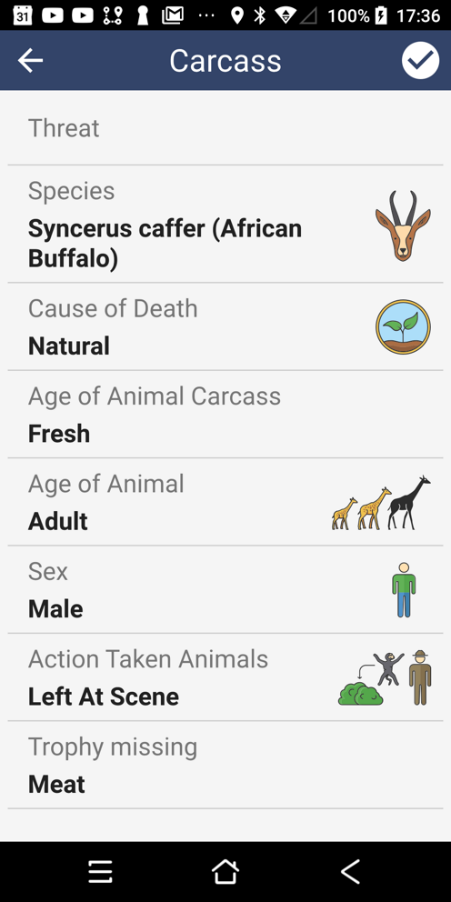 31 ... 100% 17:36
Carcass
Threat
Species
Syncerus caffer (African
Buffalo)
Cause of Death
Natural
Age of Animal Carcass
Fresh
Age of Animal
Adult
Sex
Male
Action Taken Animals
Left At Scene
Trophy missing
Meat